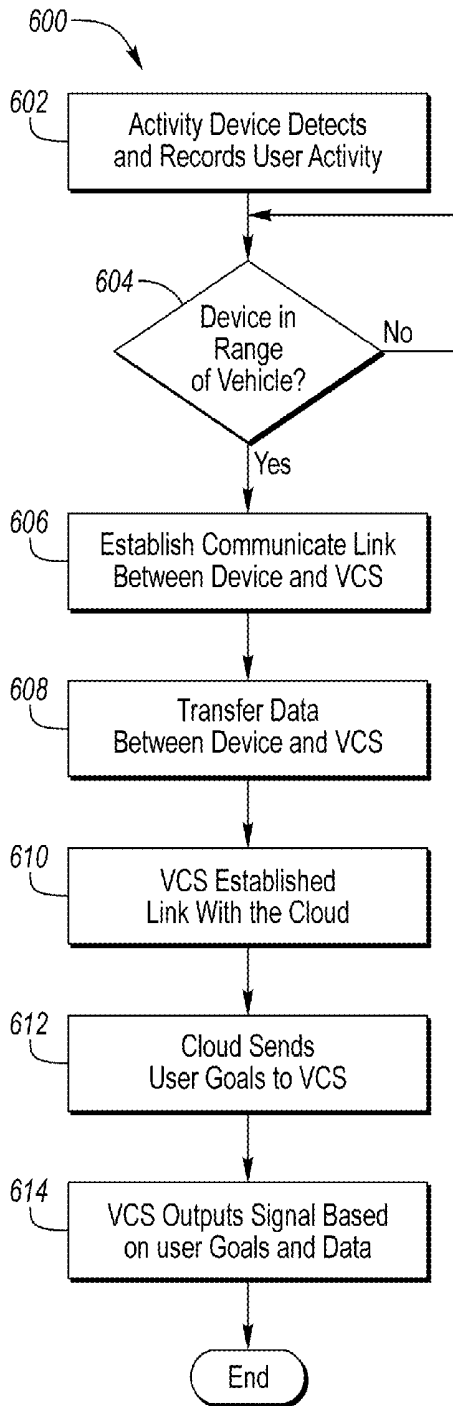 600
602
Activity Device Detects
and Records User Activity
604
Device in
Range
of Vehicle?
No
Yes
606
Establish Communicate Link
Between Device and VCS
608
Transfer Data
Between Device and VCS
610
VCS Established
Link With the Cloud
612
Cloud Sends
User Goals to VCS
614
VCS Outputs Signal Based
on user Goals and Data
End